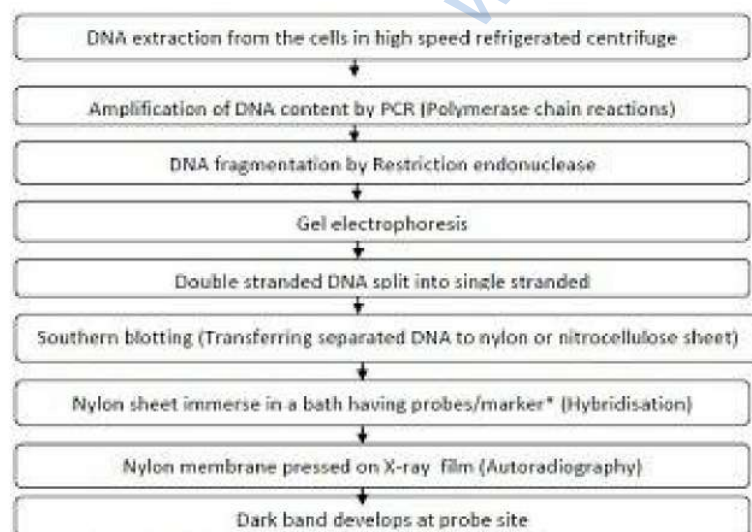 DNA extraction from the cells in high speed refrigerated centrifuge
Amplification of DNA content by PCR (Polymerase chain reactions)
DNA fragmentation by Restriction endonuclease
Gel electrophoresis
Double stranded DNA split into single stranded
Southern blotting (Transferring separated DNA to nylon or nitrocellulose sheet)
Nylon sheet immerse in a bath having probes/marker* (Hybridisation)
Nylon membrane pressed on X-ray film (Autoradiography)
Dark band develops at probe site